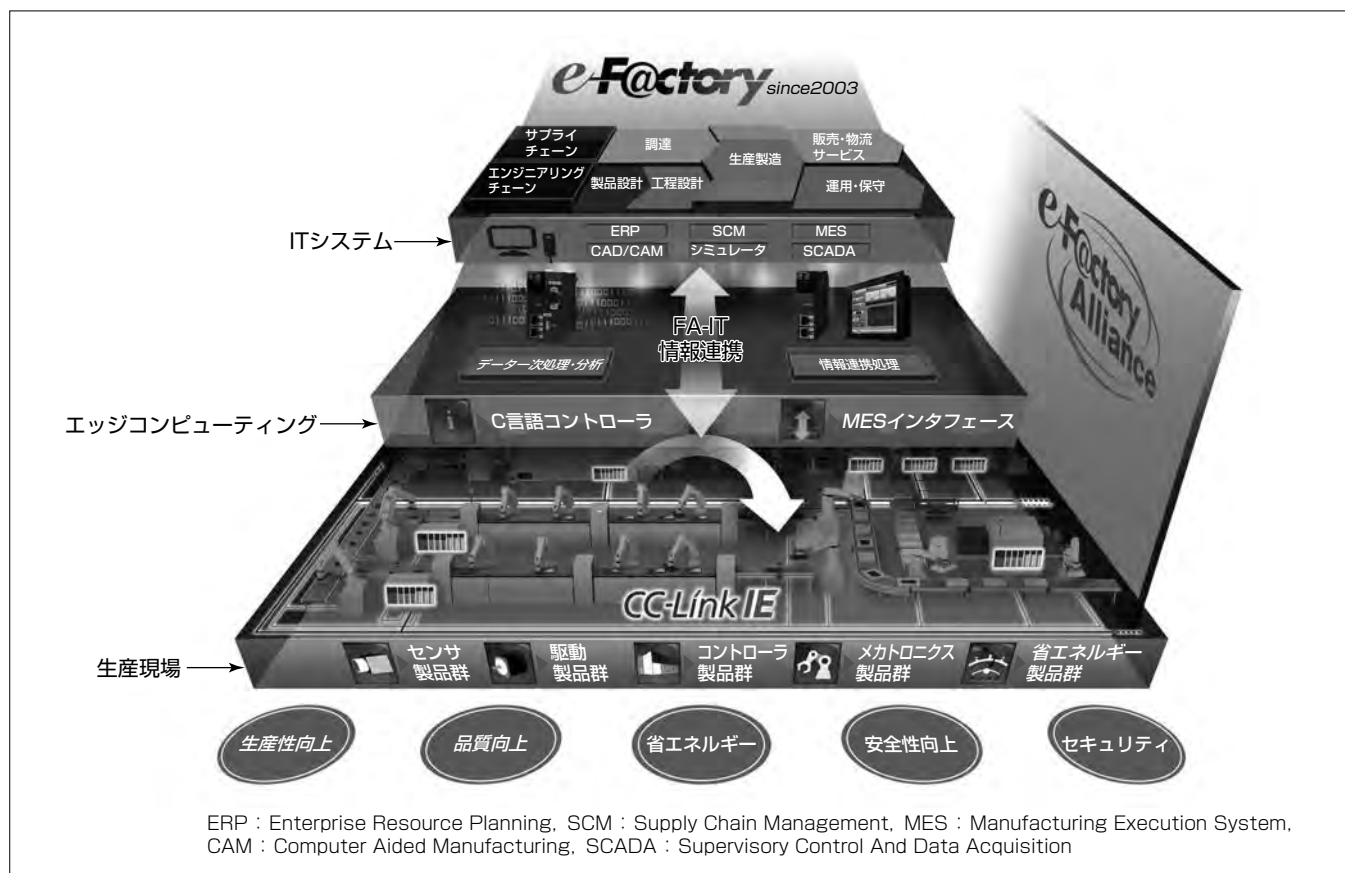 e-F@ctory since2003
サプライ
チェーン
調達
生産製造
販売・物流
サービス
エンジニアリング
チェーン
製品設計
工程設計
運用・保守
ITシステム
ERP
SCM
MES
CAD/CAM
シミュレータ
SCADA
e-F@ctory
Alliance
FA-IT
情報連携
データ一次処理・分析
情報連携処理
エッジコンピューティング
C言語コントローラ
MESインタフェース
CC-Link IE
生産現場
センサ
製品群
駆動
製品群
コントローラ
製品群
メカトロニクス
製品群
省エネルギー
製品群
生産性向上
品質向上
省エネルギー
安全性向上
セキュリティ
ERP：Enterprise Resource Planning, SCM：Supply Chain Management, MES：Manufacturing Execution System,
CAM：Computer Aided Manufacturing, SCADA：Supervisory Control And Data Acquisition